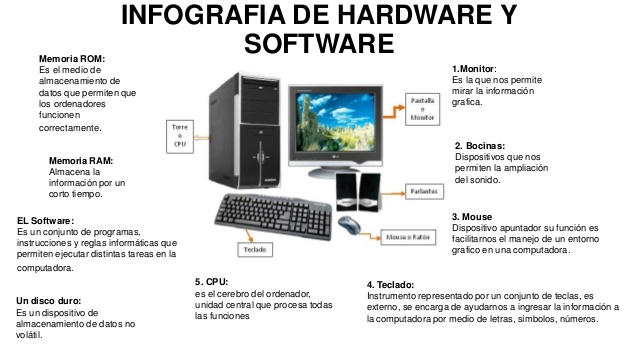 INFOGRAFIA DE HARDWARE Y
SOFTWARE
Memoria ROM:
Es el medio de
almacenamiento de
datos que permiten que
los ordenadores
funcionen
correctamente.
Memoria RAM:
Almacena la
información por un
corto tiempo.
EL Software:
Es un conjunto de programas,
instrucciones y reglas informáticas que
permiten ejecutar distintas tareas en la
computadora.
Un disco duro:
Es un dispositivo de
almacenamiento de datos no
volátil.
Torre
o
CPU
Pantalla
o
Monitor
Parlantes
Mouse o Ratón
Teclado
1.Monitor:
Es la que nos permite
mirar la información
grafica.
2. Bocinas:
Dispositivos que nos
permiten la ampliación
del sonido.
3. Mouse
Dispositivo apuntador su función es
facilitarnos el manejo de un entorno
grafico en una computadora.
5. CPU:
es el cerebro del ordenador,
unidad central que procesa todas
las funciones
4. Teclado:
Instrumento representado por un conjunto de teclas, es
externo, se encarga de ayudarnos a ingresar la información a
la computadora por medio de letras, símbolos, números.